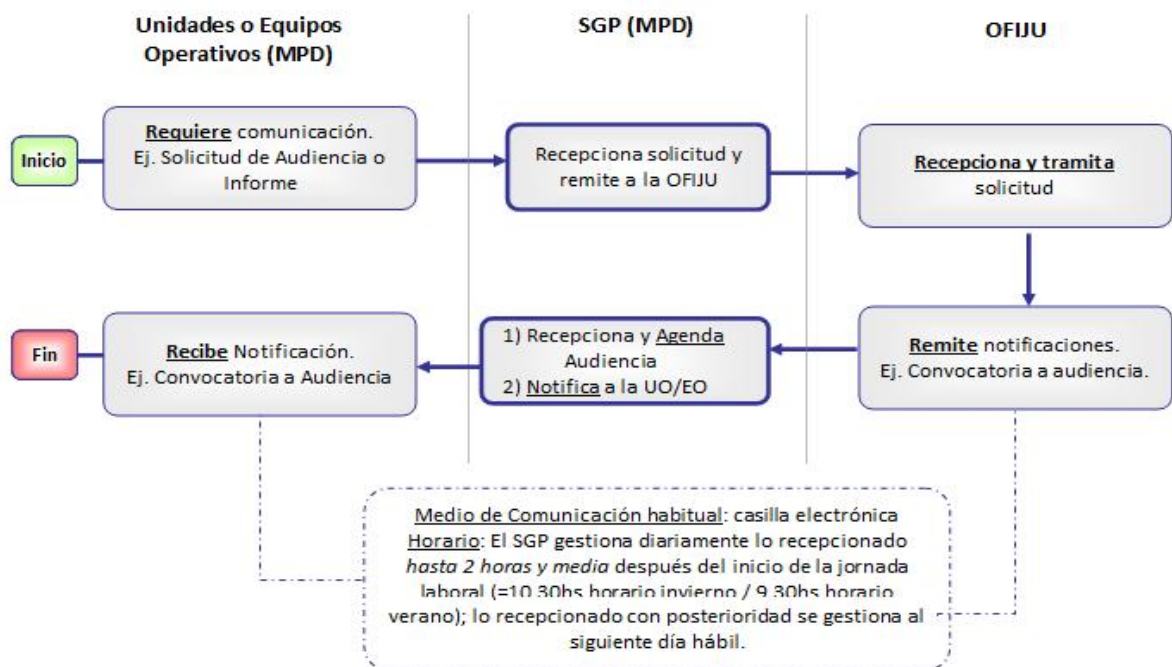 Unidades o Equipos
Operativos (MPD)
SGP (MPD)
OFIJU
Inicio
Requiere comunicación.
Ej. Solicitud de Audiencia o
Informe
Recepciona solicitud y
remite a la OFIJU
Recepciona y tramita
solicitud
Fin
Recibe Notificación.
Ej. Convocatoria a Audiencia
1) Recepciona y Agenda
Audiencia
2) Notifica a la UO/EO
Remite notificaciones.
Ej. Convocatoria a audiencia.
Medio de Comunicación habitual: casilla electrónica
Horario: El SGP gestiona diariamente lo recepcionado
hasta 2 horas y media después del inicio de la jornada
laboral (=10.30hs horario invierno / 9.30hs horario
verano); lo recepcionado con posterioridad se gestiona al
siguiente día hábil.